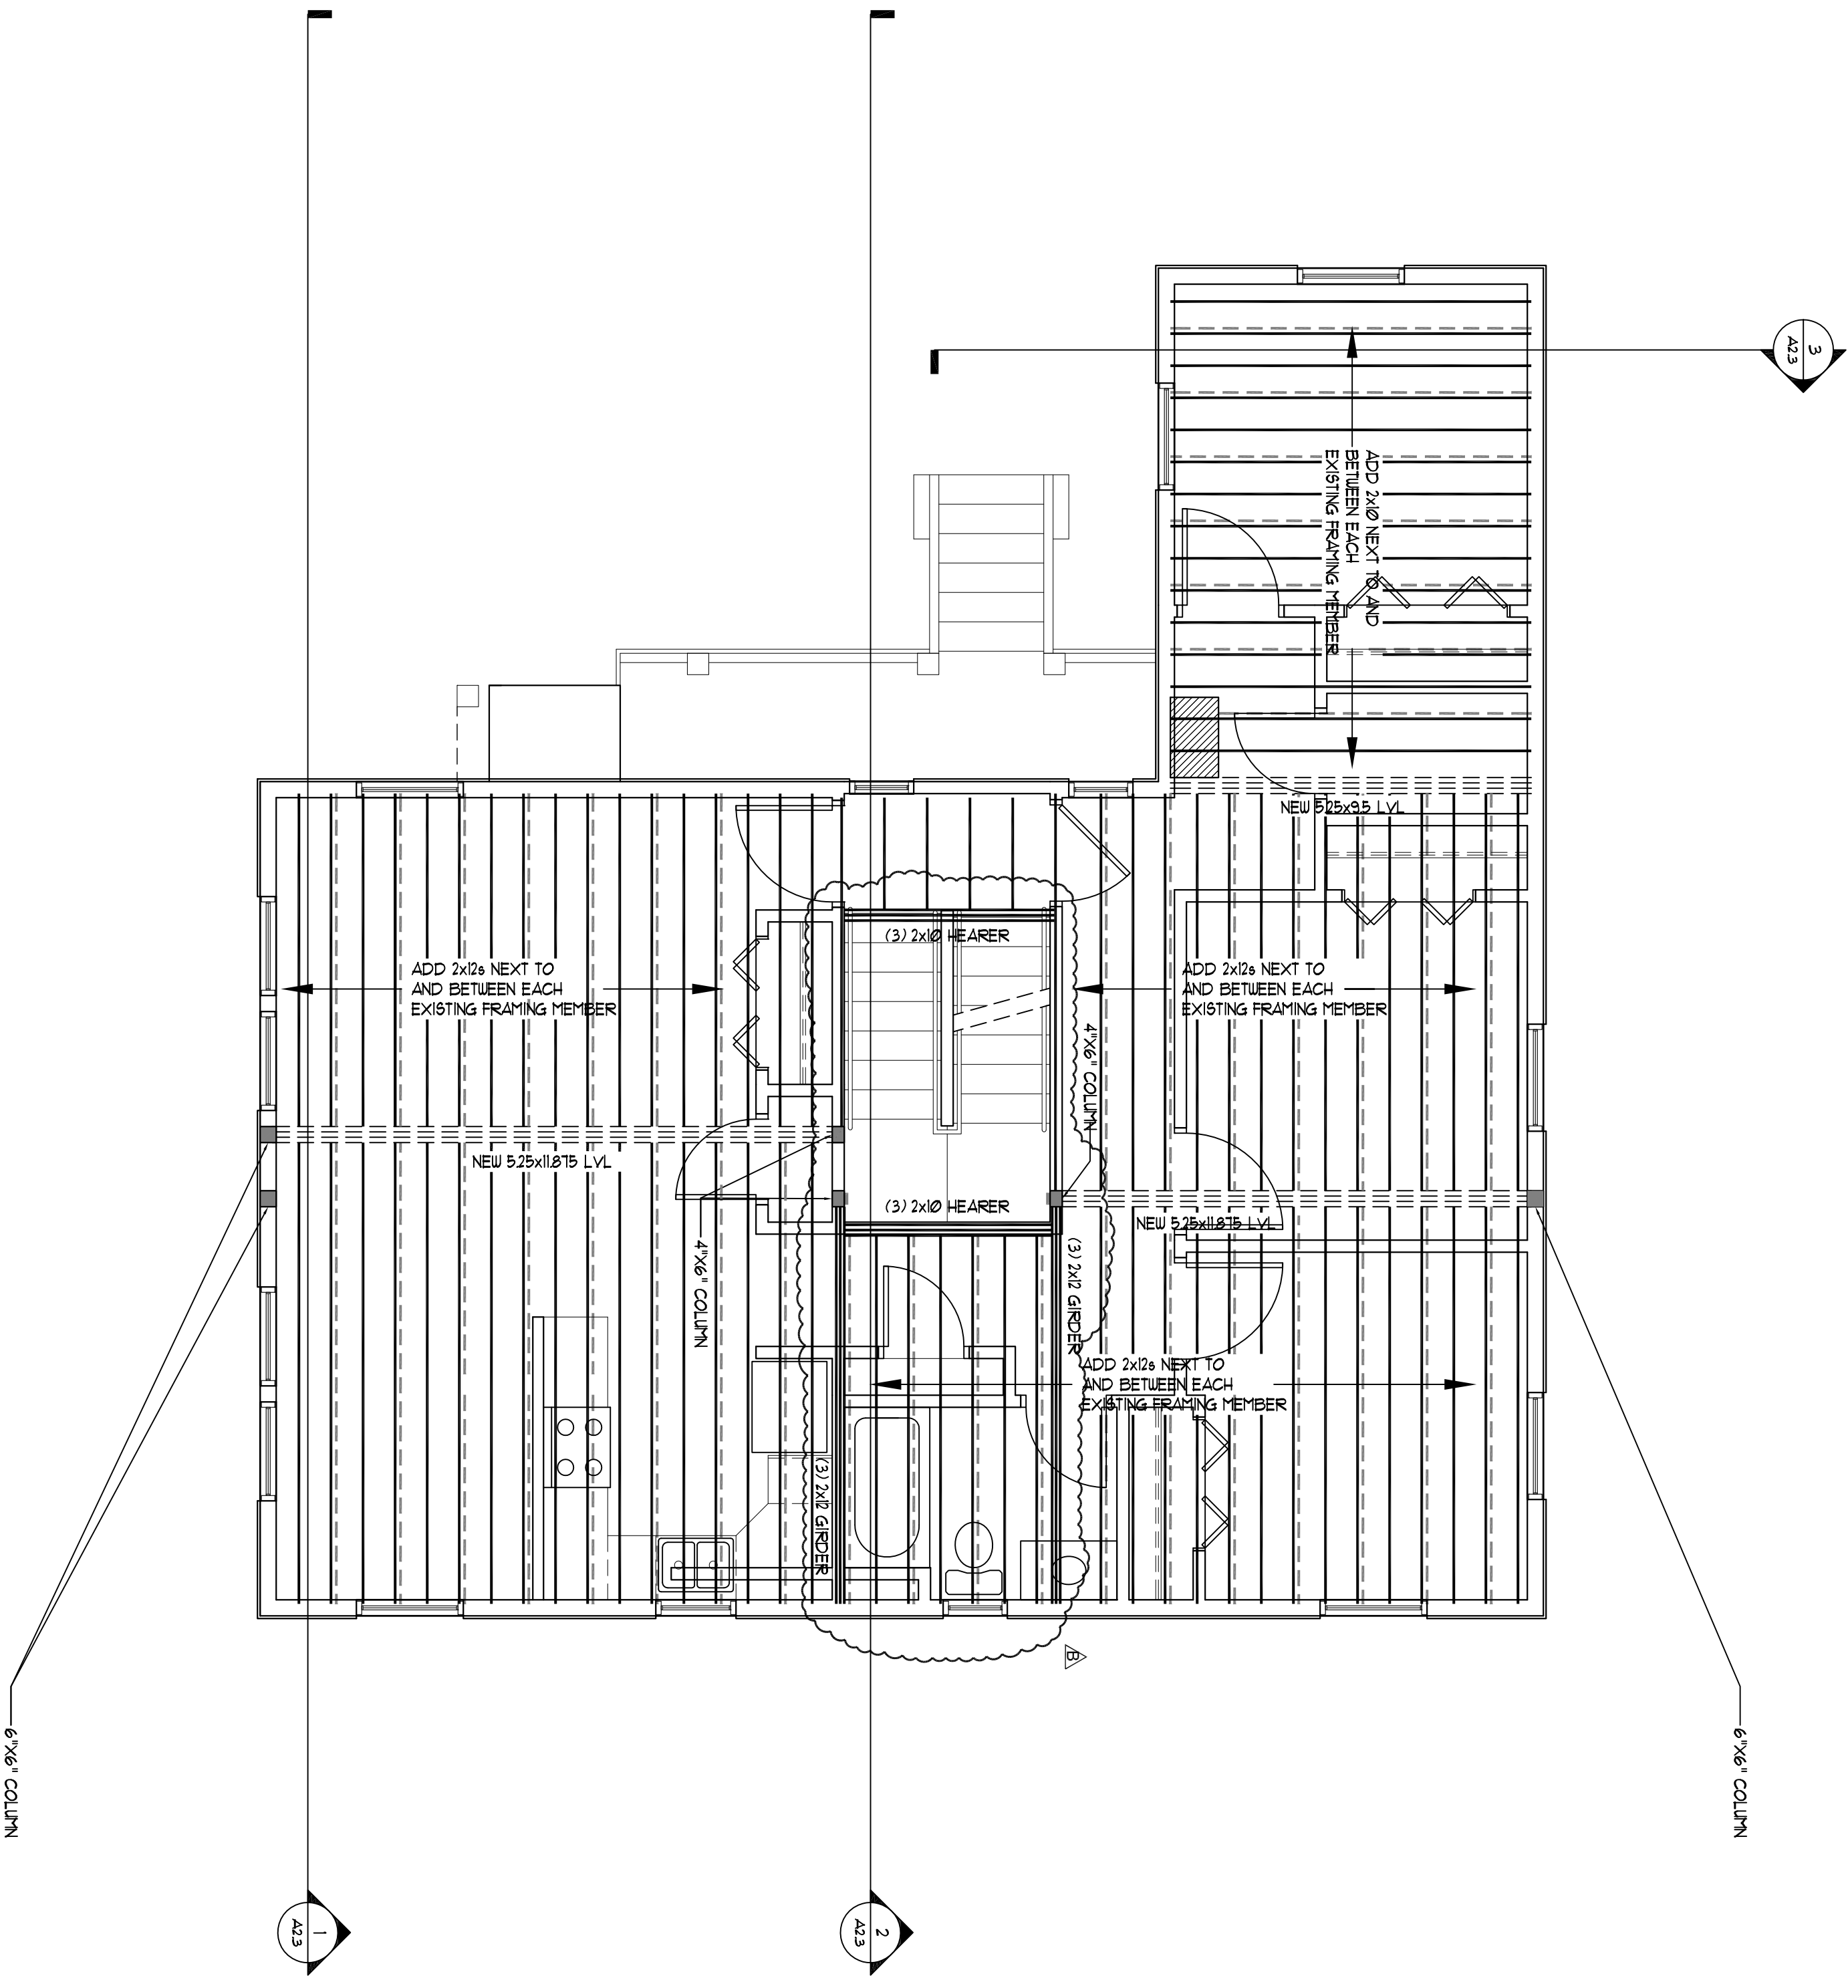 3
A2.3
ADD 2x10 NEXT TO AND
BETWEEN EACH
EXISTING FRAMING MEMBER
NEW 5.25x9.5 LVL
(3) 2x10 HEARER
ADD 2x12s NEXT TO
AND BETWEEN EACH
EXISTING FRAMING MEMBER
ADD 2x12s NEXT TO
AND BETWEEN EACH
EXISTING FRAMING MEMBER
4"X6" COLUMN
NEW 5.25x11.875 LVL
(3) 2x10 HEARER
NEW 5.25x11.875 LVL
4"X6" COLUMN
(3) 2x12 GIRDER
ADD 2x12s NEXT TO
AND BETWEEN EACH
EXISTING FRAMING MEMBER
(3) 2x12 GIRDER
B
6"X6" COLUMN
6"X6" COLUMN
1
A2.3
2
A2.3